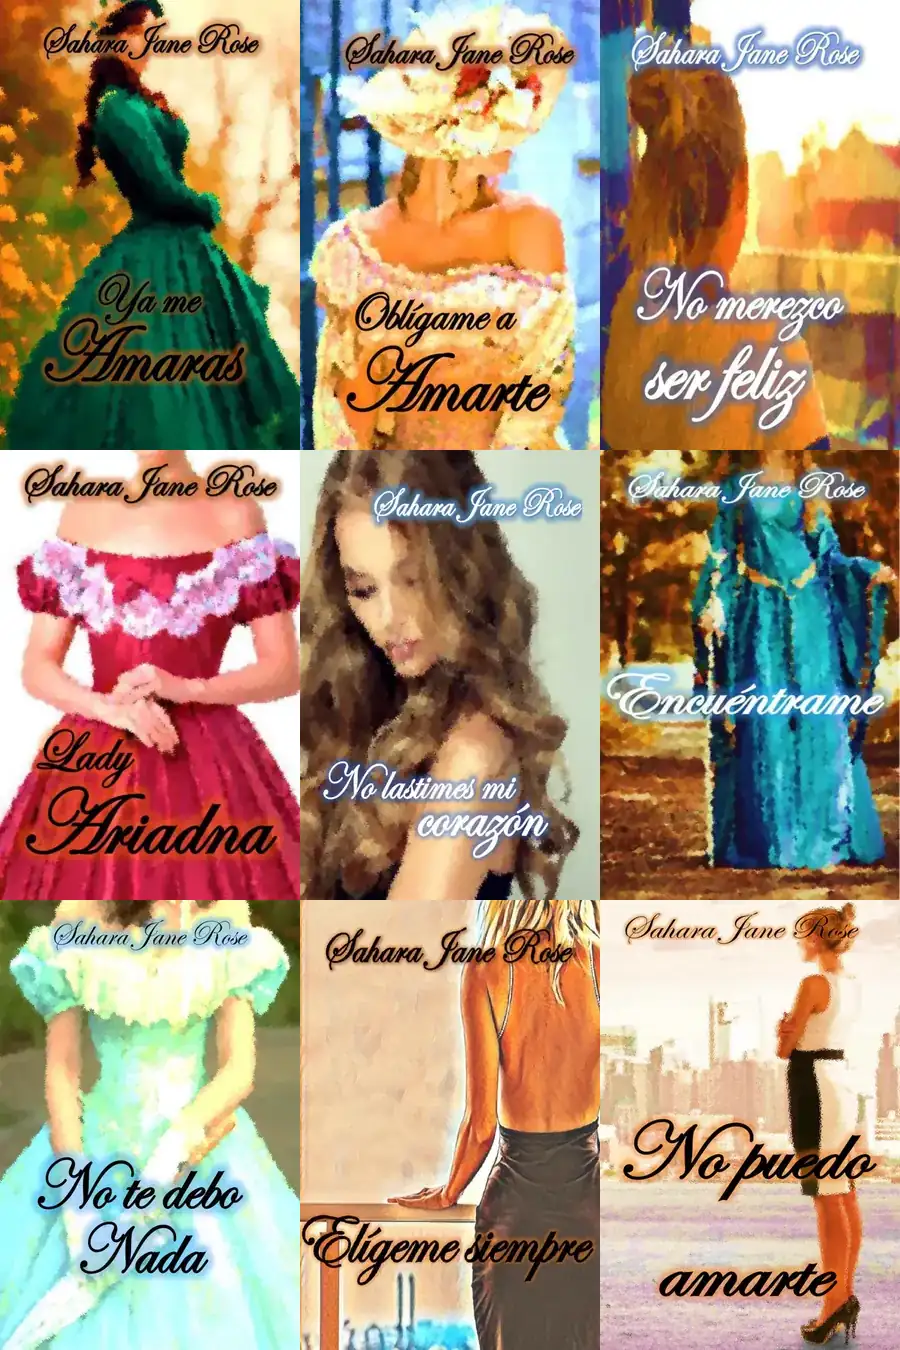 Sahara Jane Rose
Ya me
Amaras
Sahara Jane Rose
Oblígame a
Amarte
Sahara Jane Rose
No merezco
ser feliz
Sahara Jane Rose
Lady
Ariadna
Sahara Jane Rose
No lastimes mi
corazón
Sahara Jane Rose
Encuéntrame
Sahara Jane Rose
No te debo
Nada
Sahara Jane Rose
Elígeme siempre
Sahara Jane Rose
No puedo
amarte